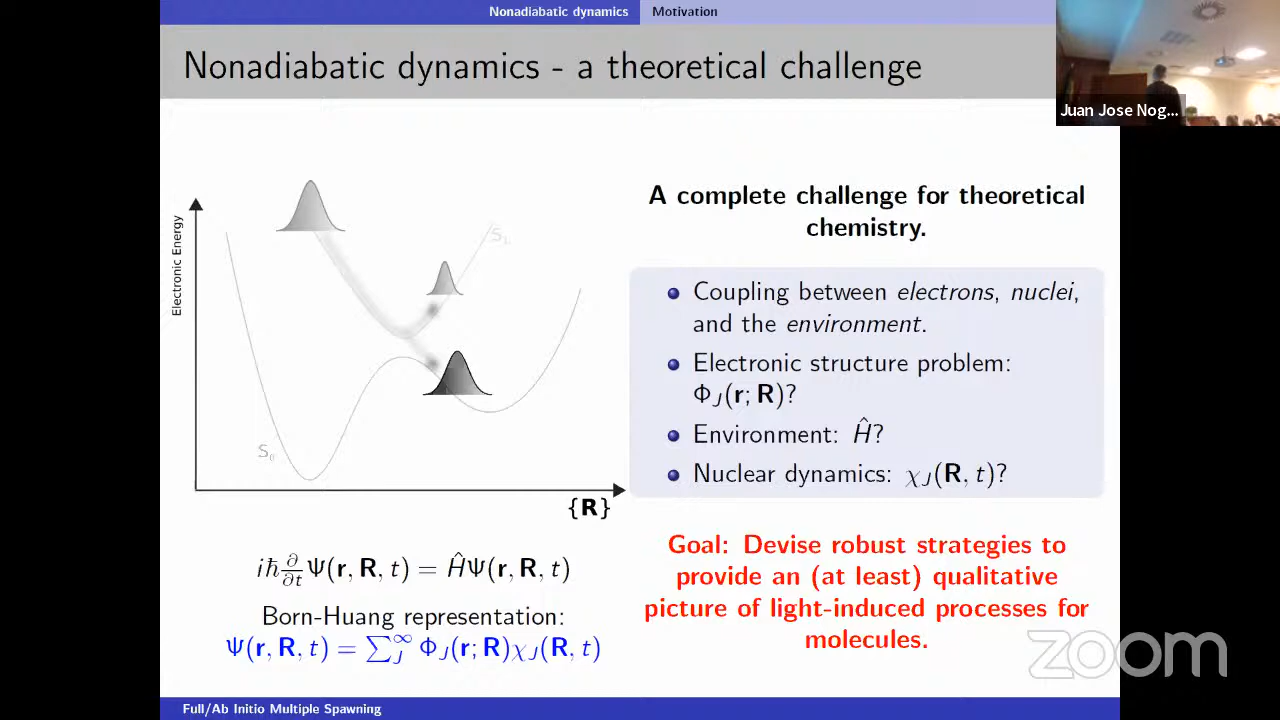 Nonadiabatic dynamics Motivation
Nonadiabatic dynamics - a theoretical challenge
Juan Jose Nog...
Electronic Energy
S₁
S₀
{R}
iħ ∂/∂t Ψ(r, R, t) = ĤΨ(r, R, t)
Born-Huang representation:
Ψ(r, R, t) = ∑_J^∞ Φ_J(r; R)χ_J(R, t)
A complete challenge for theoretical
chemistry.
Coupling between electrons, nuclei,
and the environment.
Electronic structure problem:
Φ_J(r; R)?
Environment: Ĥ?
Nuclear dynamics: χ_J(R, t)?
Goal: Devise robust strategies to
provide an (at least) qualitative
picture of light-induced processes for
molecules.
zoom
Full/Ab Initio Multiple Spawning